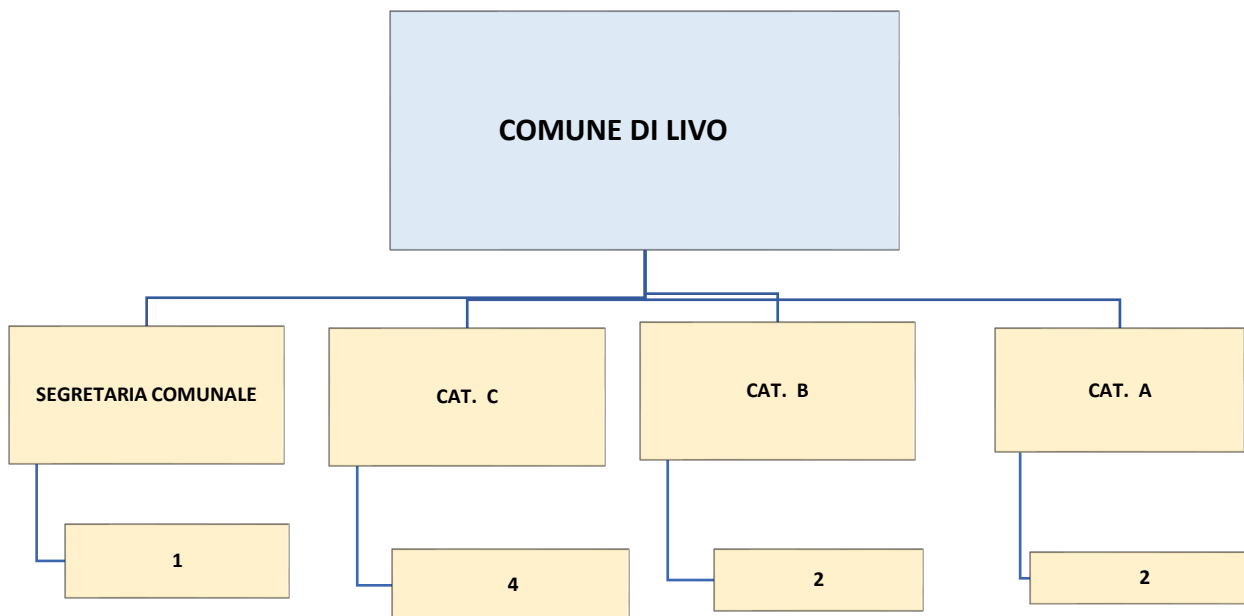 COMUNE DI LIVO
SEGRETARIA COMUNALE
CAT. C
CAT. B
CAT. A
1
4
2
2